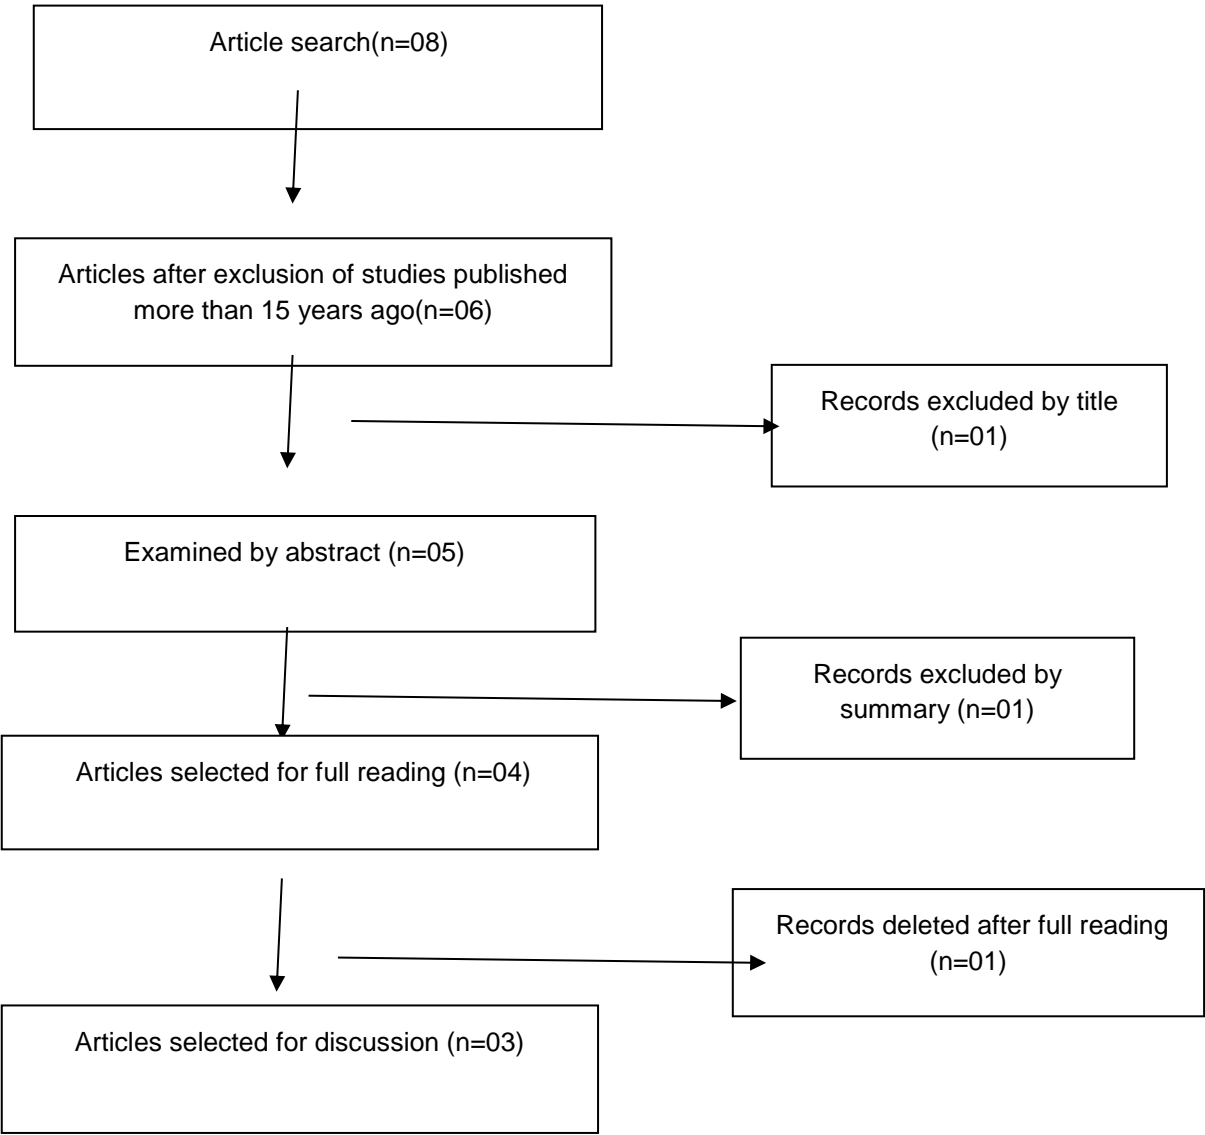 Article search(n=08)
Articles after exclusion of studies published
more than 15 years ago(n=06)
Records excluded by title
(n=01)
Examined by abstract (n=05)
Records excluded by
summary (n=01)
Articles selected for full reading (n=04)
Records deleted after full reading
(n=01)
Articles selected for discussion (n=03)